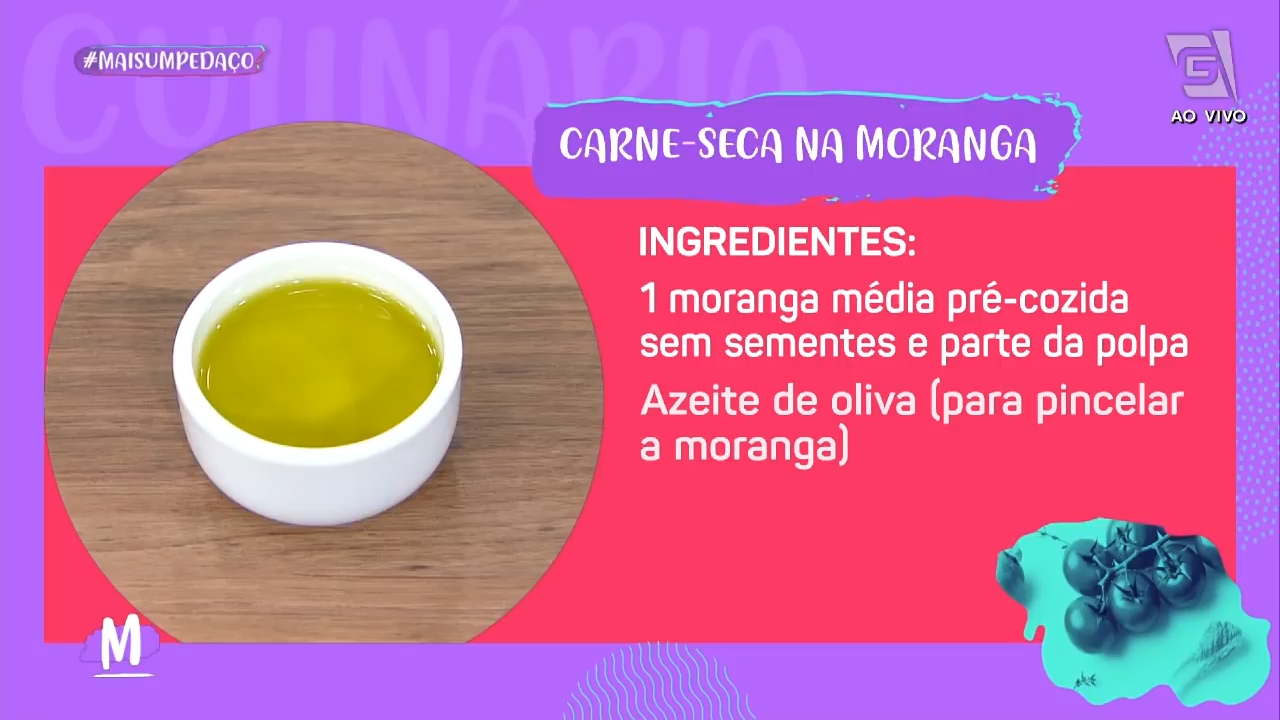 CULINÁRIA
#MAISUMPEDAÇO
G
AO VIVO
CARNE-SECA NA MORANGA
INGREDIENTES:
1 moranga média pré-cozida
sem sementes e parte da polpa
Azeite de oliva (para pincelar
a moranga)
M